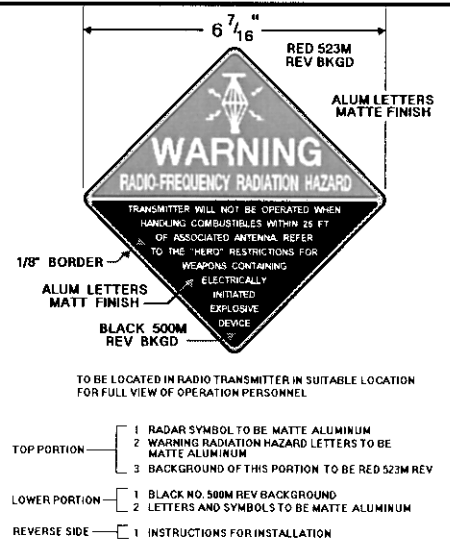 6 7/16"
RED 523M
REV BKGD
ALUM LETTERS
MATTE FINISH
WARNING
RADIO-FREQUENCY RADIATION HAZARD
TRANSMITTER WILL NOT BE OPERATED WHEN
HANDLING COMBUSTIBLES WITHIN 25 FT
OF ASSOCIATED ANTENNA. REFER
TO THE "HERO" RESTRICTIONS FOR
WEAPONS CONTAINING
ELECTRICALLY
INITIATED
EXPLOSIVE
DEVICE
1/8" BORDER
ALUM LETTERS
MATT FINISH
BLACK 500M
REV BKGD
TO BE LOCATED IN RADIO TRANSMITTER IN SUITABLE LOCATION
FOR FULL VIEW OF OPERATION PERSONNEL
TOP PORTION
1 RADAR SYMBOL TO BE MATTE ALUMINUM
2 WARNING RADIATION HAZARD LETTERS TO BE
MATTE ALUMINUM
3 BACKGROUND OF THIS PORTION TO BE RED 523M REV
LOWER PORTION
1 BLACK NO. 500M REV BACKGROUND
2 LETTERS AND SYMBOLS TO BE MATTE ALUMINUM
REVERSE SIDE
1 INSTRUCTIONS FOR INSTALLATION